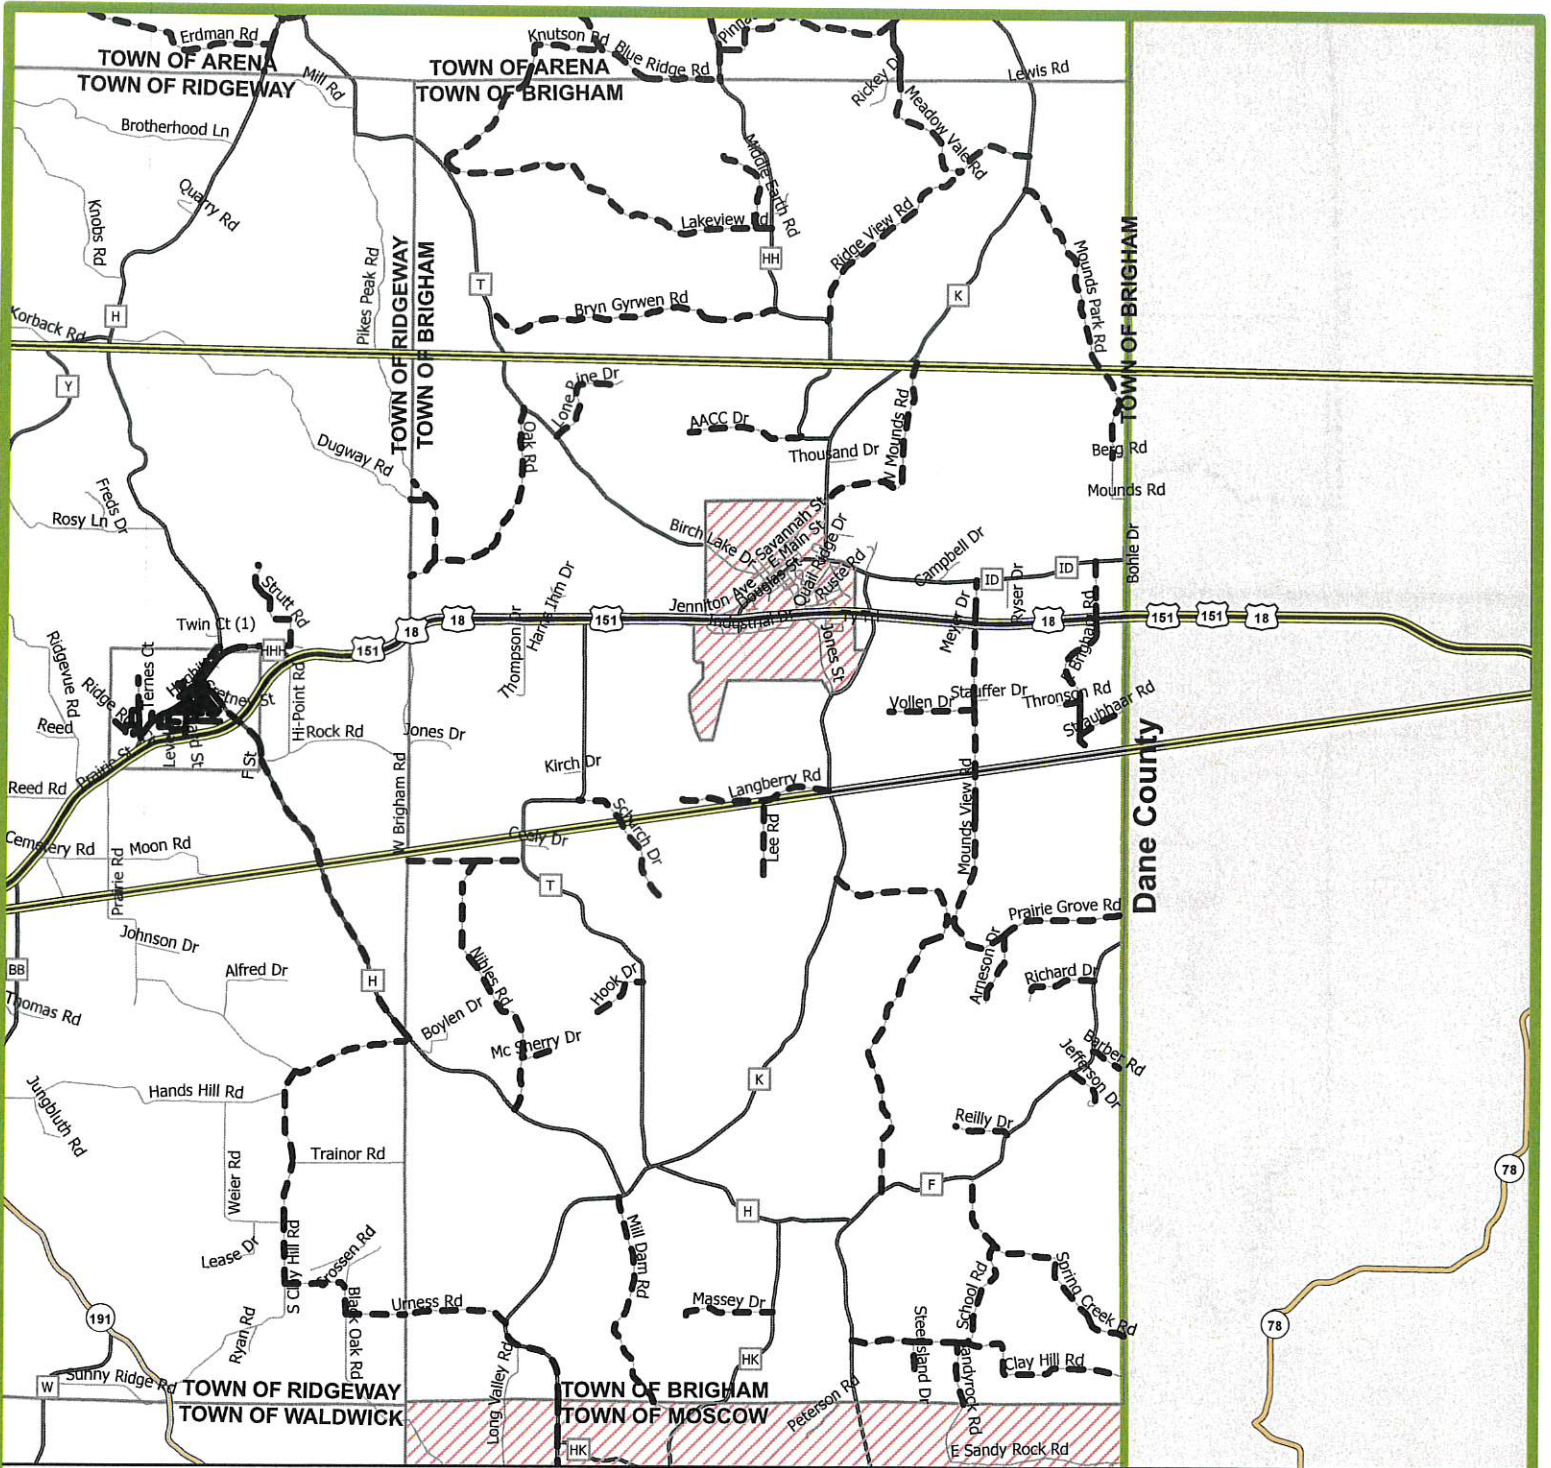 Erdman Rd
TOWN OF ARENA
TOWN OF RIDGEWAY
Mill Rd
Brotherhood Ln
Knutson Rd
Blue Ridge Rd
TOWN OF ARENA
TOWN OF BRIGHAM
Rickey D
Lewis Rd
Meadow Vale Rd
Middle Earth Rd
Quarry Rd
Knobs Rd
Lakeview Rd
Ridge View Rd
HH
Pikes Peak Rd
TOWN OF RIDGEWAY
TOWN OF BRIGHAM
T
Bryn Gyrwen Rd
K
Mounds Park Rd
TOWN OF BRIGHAM
H
Korback Rd
Y
Lone Pine Dr
AACC Dr
W Mounds Rd
Thousand Dr
Oak Rd
Dugway Rd
Berg Rd
Mounds Rd
Freds Dr
Rosy Ln
Birch Lake Dr
Savannah St
E Main St
Douglas St
Quail Ridge Dr
Ruste Rd
Campbell Dr
ID
ID
Bohle Dr
Strutt Rd
Twin Ct (1)
HHH
151
18
18
151
Jenniton Ave
Industrial Dr
18
151
151
18
Thompson Dr
Jones St
Meyer Dr
Ryser Dr
Brigham Rd
Ridgevue Rd
Ternes Ct
Ridge Rd
Reed
Hi-Point Rd
Rock Rd
Jones Dr
Vollen Dr
Stauffer Dr
Thronson Rd
Straubhaar Rd
F St
Prairie St
Reed Rd
W Brigham Rd
Kirch Dr
Langberry Rd
Schurch Dr
Lee Rd
Mounds View Rd
Dane County
Cemetery Rd
Moon Rd
Prairie Rd
Ceely Dr
T
Prairie Grove Rd
Johnson Dr
BB
Alfred Dr
H
Nibles Rd
Hook Dr
Arneson Dr
Richard Dr
Thomas Rd
Boylen Dr
Mc Sherry Dr
Barber Rd
Jefferson Dr
K
Hands Hill Rd
Jungbluth Rd
Reilly Dr
Trainor Rd
Weier Rd
F
78
H
Lease Dr
S Clay Hill Rd
Crossen Rd
Mill Dam Rd
School Rd
Spring Creek Rd
Black Oak Rd
Urness Rd
Massey Dr
191
78
Ryan Rd
Steensland Dr
HK
Clay Hill Rd
W
Sunny Ridge Rd
TOWN OF RIDGEWAY
TOWN OF WALDWICK
Long Valley Rd
TOWN OF BRIGHAM
TOWN OF MOSCOW
Peterson Rd
HK
E Sandy Rock Rd